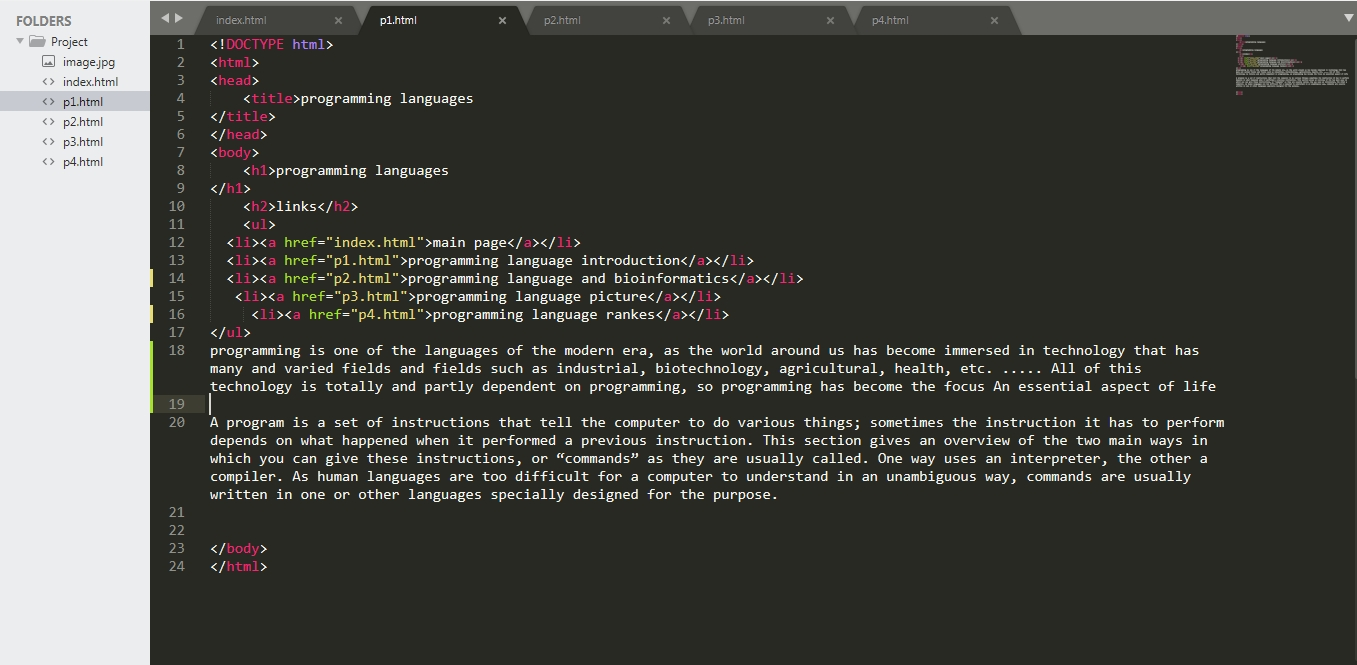 FOLDERS
Project
image.jpg
index.html
p1.html
p2.html
p3.html
p4.html
index.html × p1.html × p2.html × p3.html × p4.html ×
1 <!DOCTYPE html>
2 <html>
3 <head>
4 <title>programming languages
5 </title>
6 </head>
7 <body>
8 <h1>programming languages
9 </h1>
10 <h2>links</h2>
11 <ul>
12 <li><a href="index.html">main page</a></li>
13 <li><a href="p1.html">programming language introduction</a></li>
14 <li><a href="p2.html">programming language and bioinformatics</a></li>
15 <li><a href="p3.html">programming language picture</a></li>
16 <li><a href="p4.html">programming language rankes</a></li>
17 </ul>
18 programming is one of the languages of the modern era, as the world around us has become immersed in technology that has
many and varied fields and fields such as industrial, biotechnology, agricultural, health, etc. ..... All of this
technology is totally and partly dependent on programming, so programming has become the focus An essential aspect of life
19
20 A program is a set of instructions that tell the computer to do various things; sometimes the instruction it has to perform
depends on what happened when it performed a previous instruction. This section gives an overview of the two main ways in
which you can give these instructions, or “commands” as they are usually called. One way uses an interpreter, the other a
compiler. As human languages are too difficult for a computer to understand in an unambiguous way, commands are usually
written in one or other languages specially designed for the purpose.
21
22
23 </body>
24 </html>